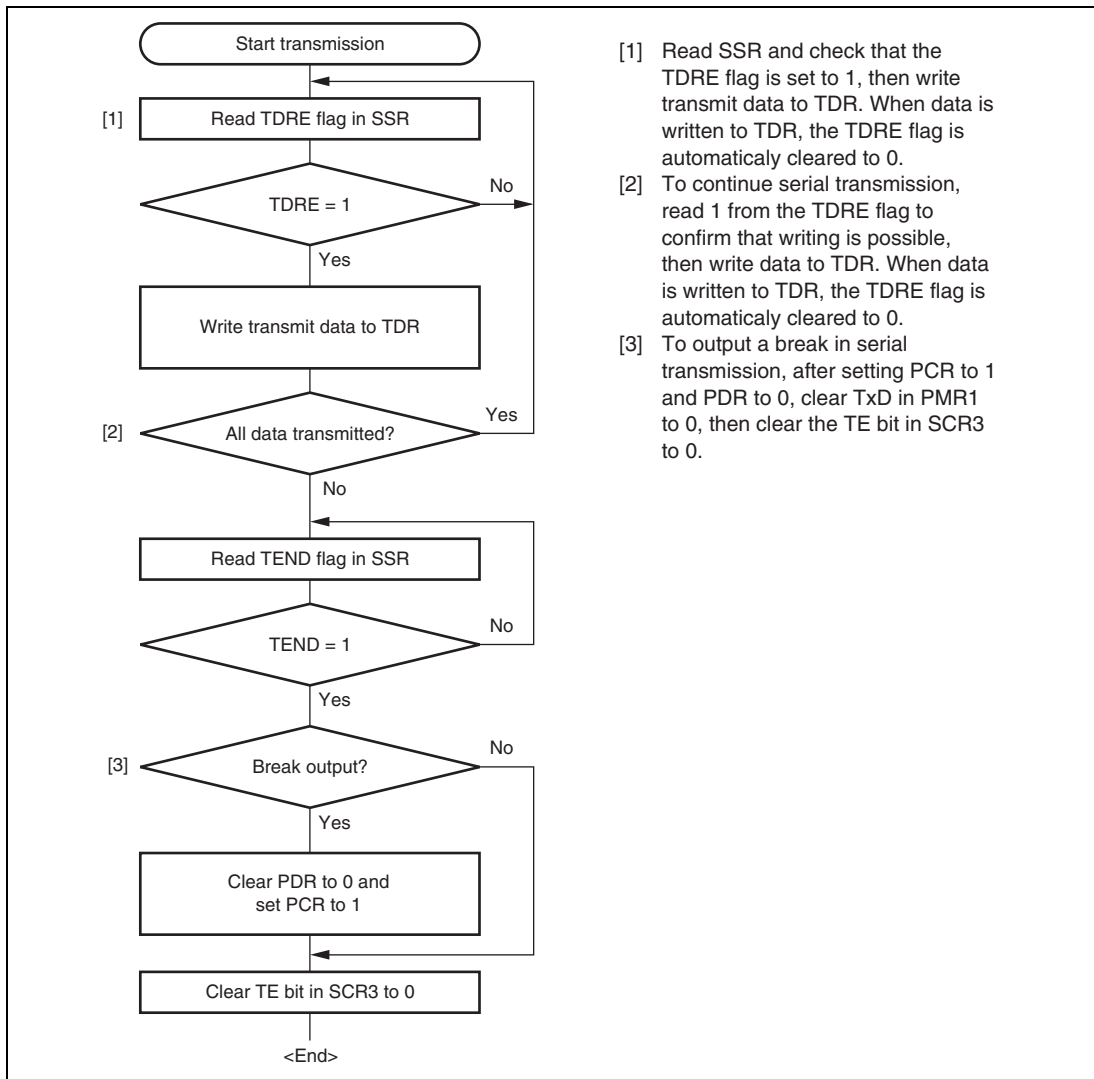 Start transmission
[1]
Read TDRE flag in SSR
TDRE = 1
No
Yes
Write transmit data to TDR
[2]
All data transmitted?
Yes
No
Read TEND flag in SSR
TEND = 1
No
Yes
[3]
Break output?
No
Yes
Clear PDR to 0 and
set PCR to 1
Clear TE bit in SCR3 to 0
<End>
[1] Read SSR and check that the
TDRE flag is set to 1, then write
transmit data to TDR. When data is
written to TDR, the TDRE flag is
automaticaly cleared to 0.
[2] To continue serial transmission,
read 1 from the TDRE flag to
confirm that writing is possible,
then write data to TDR. When data
is written to TDR, the TDRE flag is
automaticaly cleared to 0.
[3] To output a break in serial
transmission, after setting PCR to 1
and PDR to 0, clear TxD in PMR1
to 0, then clear the TE bit in SCR3
to 0.